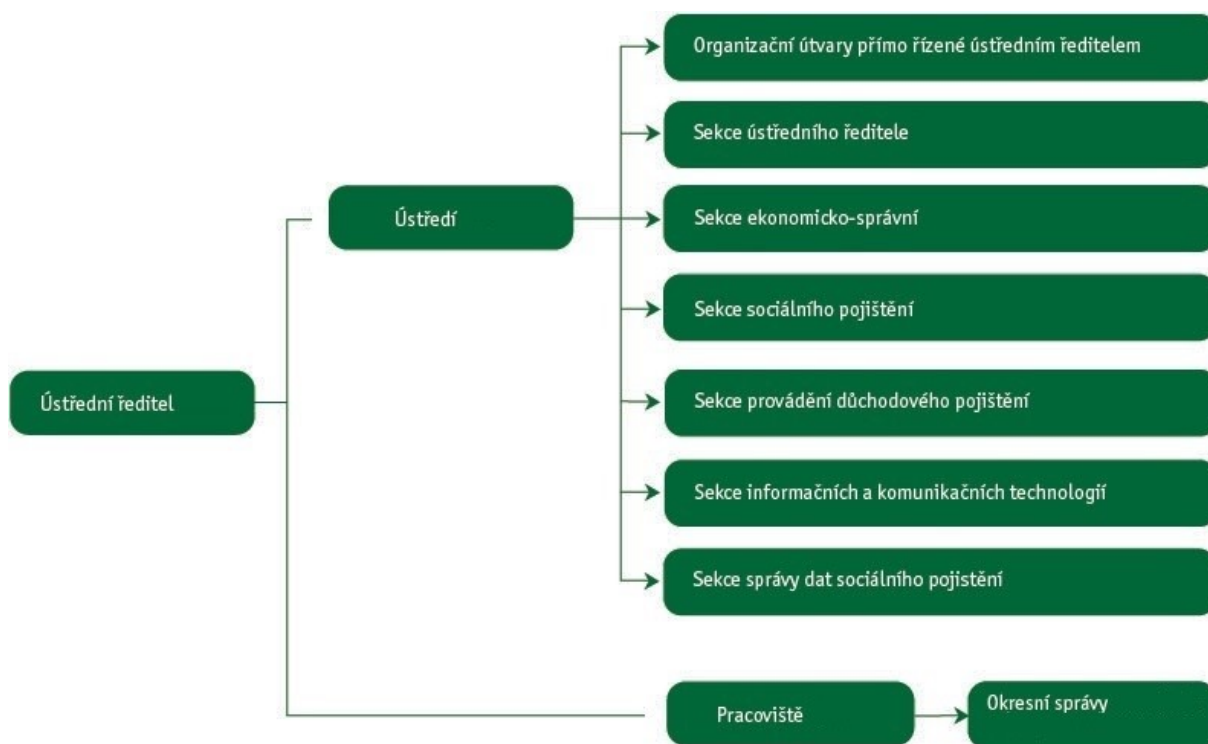 Organizační útvary přímo řízené ústředním ředitelem
Sekce ústředního ředitele
Sekce ekonomicko-správní
Ústředí
Sekce sociálního pojištění
Ústřední ředitel
Sekce provádění důchodového pojištění
Sekce informačních a komunikačních technologií
Sekce správy dat sociálního pojistění
Pracoviště
Okresní správy